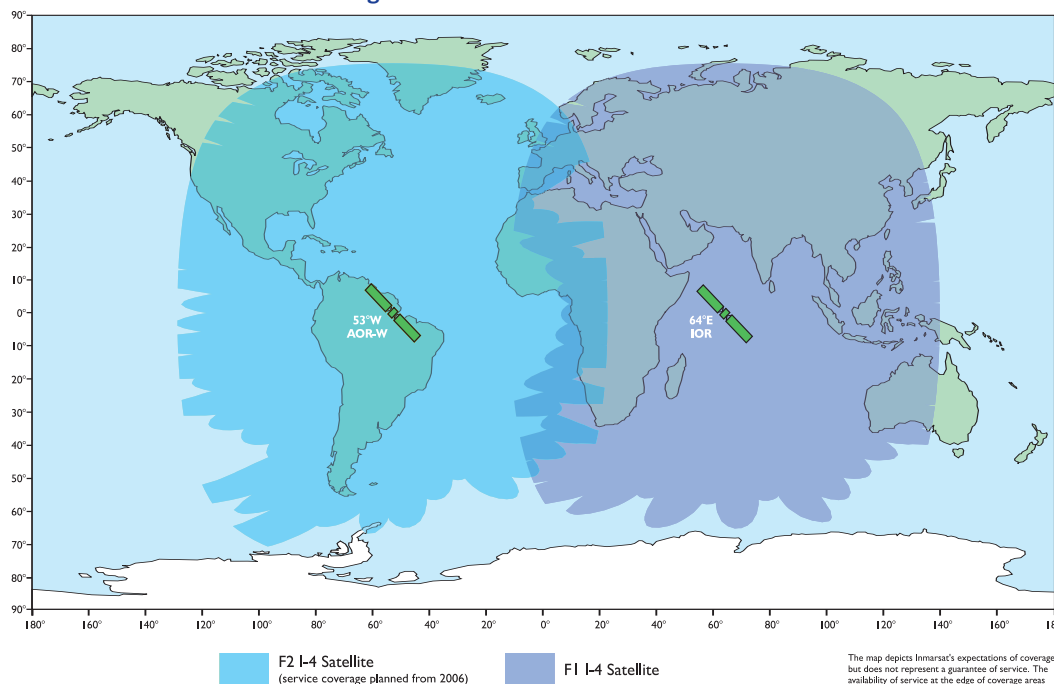 90°
80°
70°
60°
50°
40°
30°
20°
10°
0°
10°
20°
30°
40°
50°
60°
70°
80°
90°
53°W
AOR-W
64°E
IOR
180° 160° 140° 120° 100° 80° 60° 40° 20° 0° 20° 40° 60° 80° 100° 120° 140° 160° 18
F2 I-4 Satellite
(service coverage planned from 2006)
F1 I-4 Satellite
The map depicts Inmarsat's expectations of coverage
but does not represent a guarantee of service. The
availability of service at the edge of coverage areas